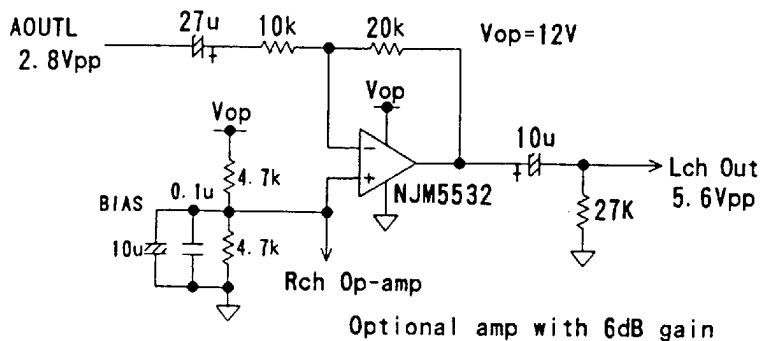 AOUTL
2.8Vpp
27u
10k
20k
Vop=12V
Vop
Vop
10u
4.7k
0.1u
BIAS
10u
4.7k
−
+
NJM5532
Lch Out
5.6Vpp
27K
Rch Op-amp
Optional amp with 6dB gain